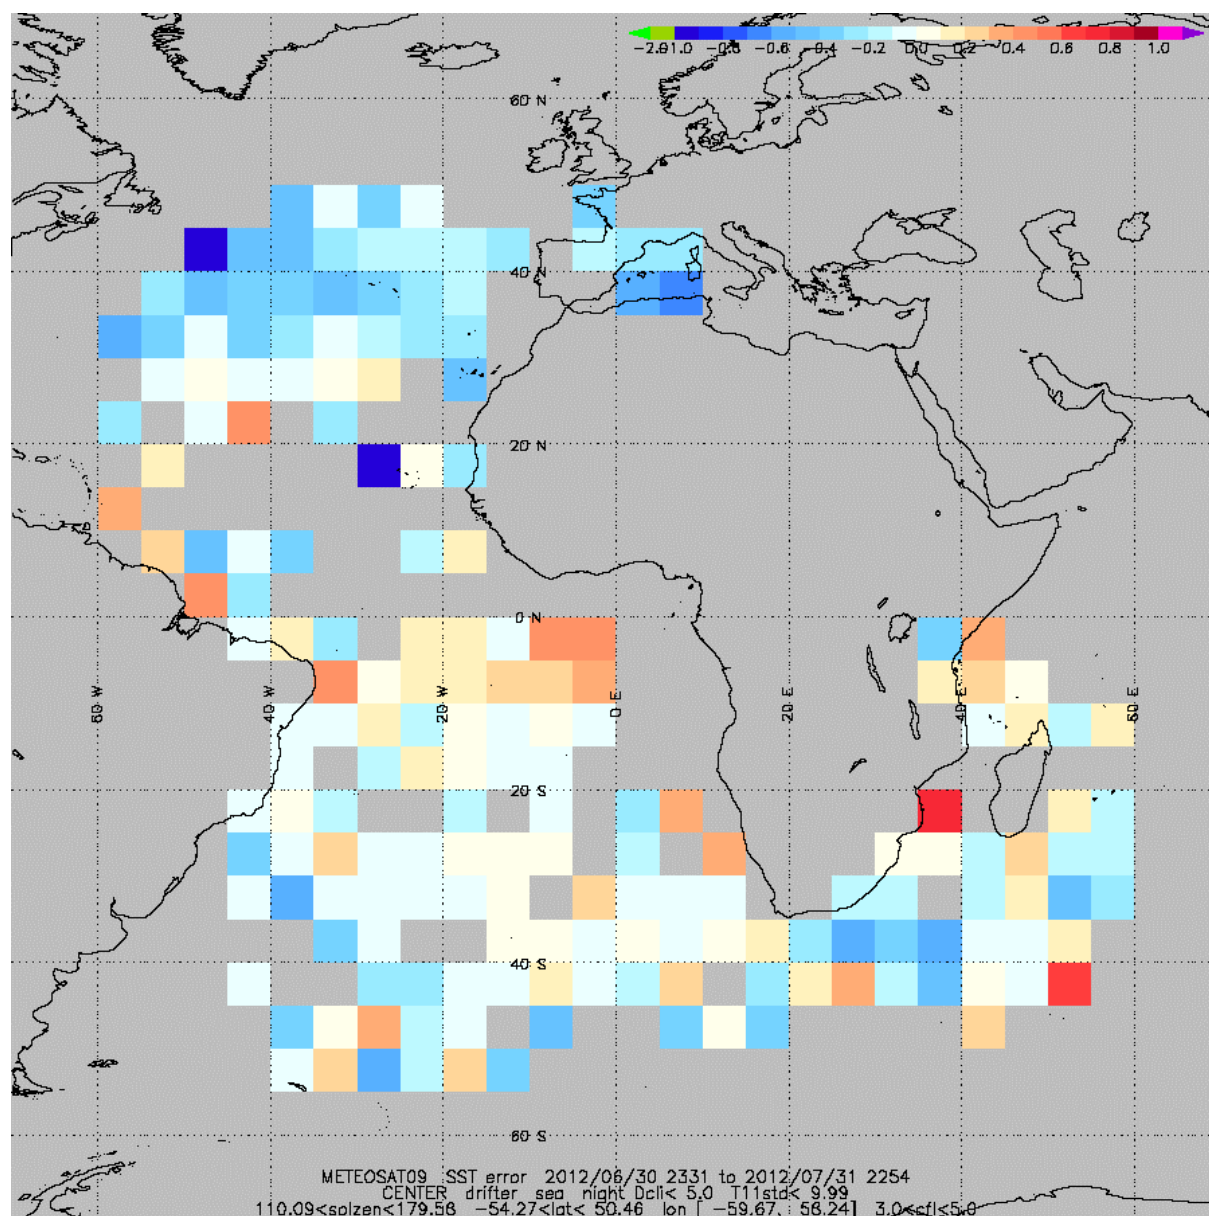 -2.0 -1.0 -0.8 -0.6 -0.4 -0.2 0.0 0.2 0.4 0.6 0.8 1.0
60 N
40 N
20 N
0 N
60 W 40 W 20 W 0 E 20 E 40 E 60 E
20 S
40 S
60 S
METEOSAT09 SST error 2012/06/30 2331 to 2012/07/31 2254
CENTER drifter sea night Dcli< 5.0 T11std< 9.99
110.09<solzen<179.58 -54.27<lat< 50.46 lon [ -59.67, 58.24] 3.0<cfl<5.0